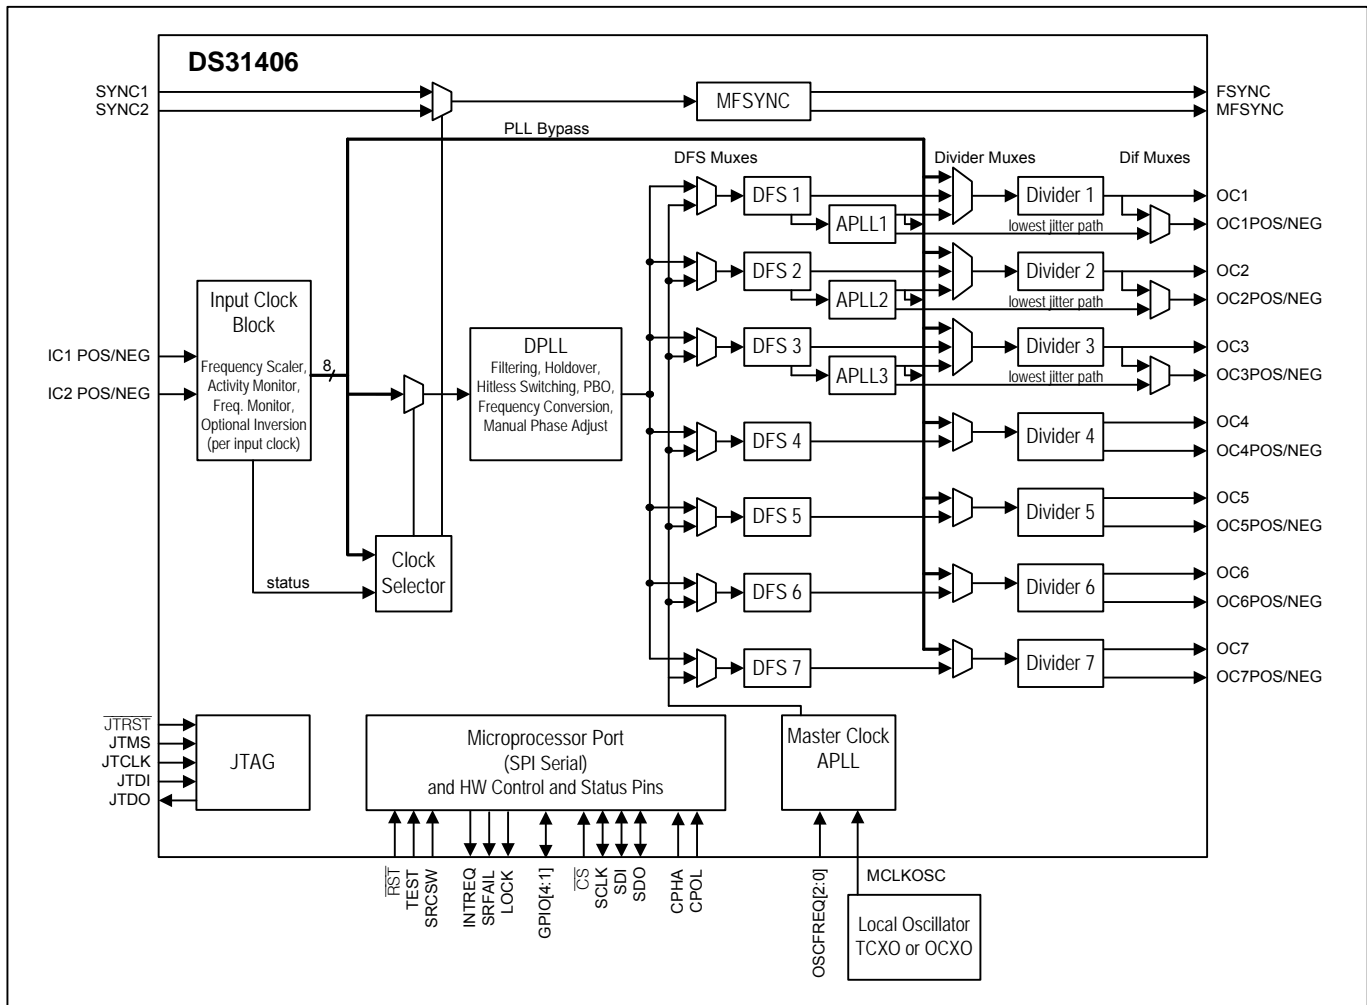 DS31406
SYNC1
SYNC2
MFSYNC
FSYNC
MFSYNC
PLL Bypass
DFS Muxes
Divider Muxes
Dif Muxes
DFS 1
APLL1
Divider 1
lowest jitter path
OC1
OC1POS/NEG
DFS 2
APLL2
Divider 2
lowest jitter path
OC2
OC2POS/NEG
DFS 3
APLL3
Divider 3
lowest jitter path
OC3
OC3POS/NEG
DFS 4
Divider 4
OC4
OC4POS/NEG
DFS 5
Divider 5
OC5
OC5POS/NEG
DFS 6
Divider 6
OC6
OC6POS/NEG
DFS 7
Divider 7
OC7
OC7POS/NEG
IC1 POS/NEG
IC2 POS/NEG
Input Clock
Block
Frequency Scaler,
Activity Monitor,
Freq. Monitor,
Optional Inversion
(per input clock)
8
DPLL
Filtering, Holdover,
Hitless Switching, PBO,
Frequency Conversion,
Manual Phase Adjust
Clock
Selector
status
JTRST
JTMS
JTCLK
JTDI
JTDO
JTAG
Microprocessor Port
(SPI Serial)
and HW Control and Status Pins
Master Clock
APLL
RST
TEST
SRCSW
INTREQ
SRFAIL
LOCK
GPIO[4:1]
CS
SCLK
SDI
SDO
CPHA
CPOL
OSCFREQ[2:0]
MCLKOSC
Local Oscillator
TCXO or OCXO